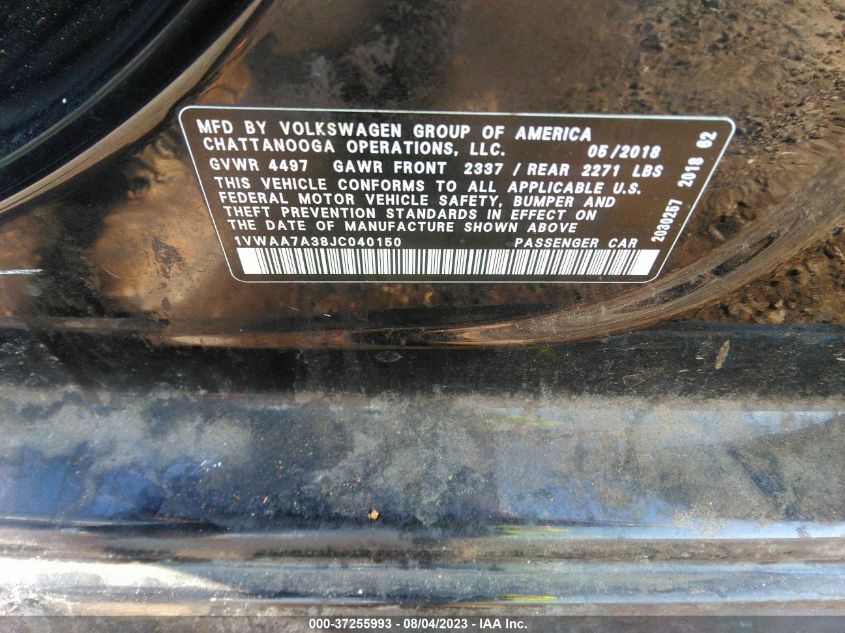 MFD BY VOLKSWAGEN GROUP OF AMERICA
CHATTANOOGA OPERATIONS, LLC. 05/2018
GVWR 4497 GAWR FRONT 2337 / REAR 2271 LBS
THIS VEHICLE CONFORMS TO ALL APPLICABLE U.S.
FEDERAL MOTOR VEHICLE SAFETY, BUMPER AND
THEFT PREVENTION STANDARDS IN EFFECT ON
THE DATE OF MANUFACTURE SHOWN ABOVE
1VWAA7A38JC040150 PASSENGER CAR
2030257 2018 62
000-37255993 - 08/04/2023 - IAA Inc.